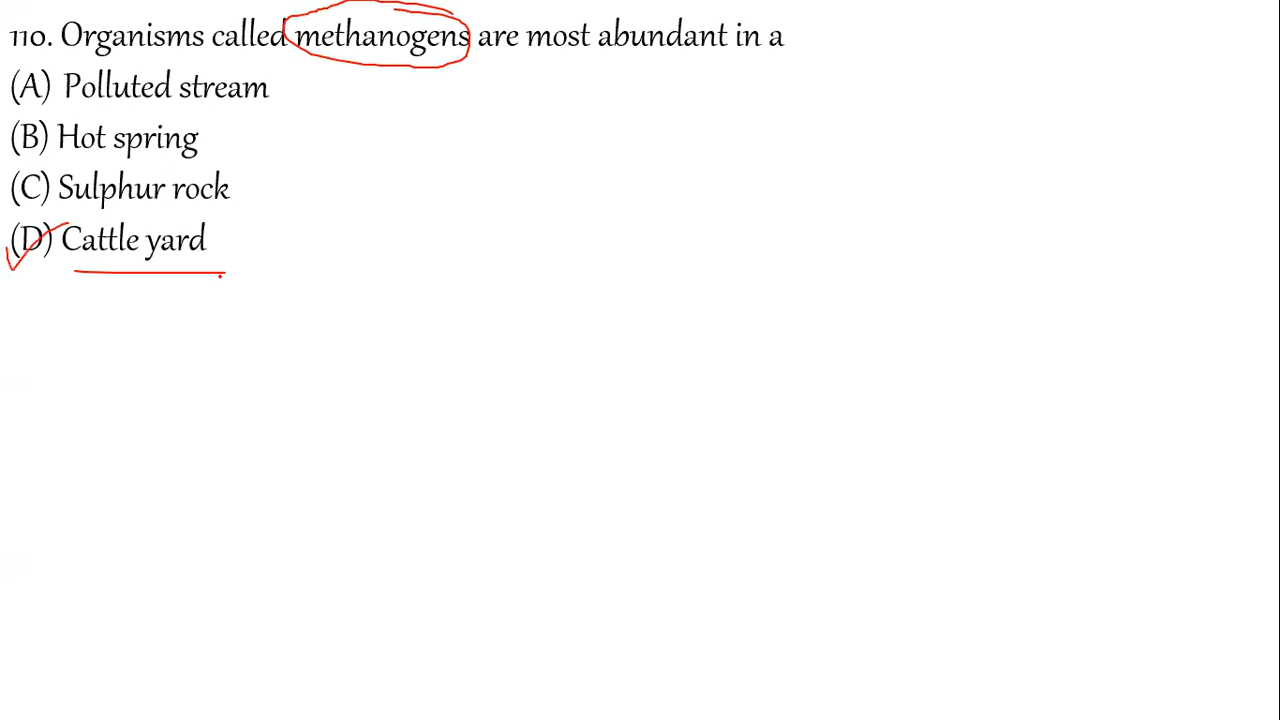 110. Organisms called methanogens are most abundant in a
(A) Polluted stream
(B) Hot spring
(C) Sulphur rock
(D) Cattle yard